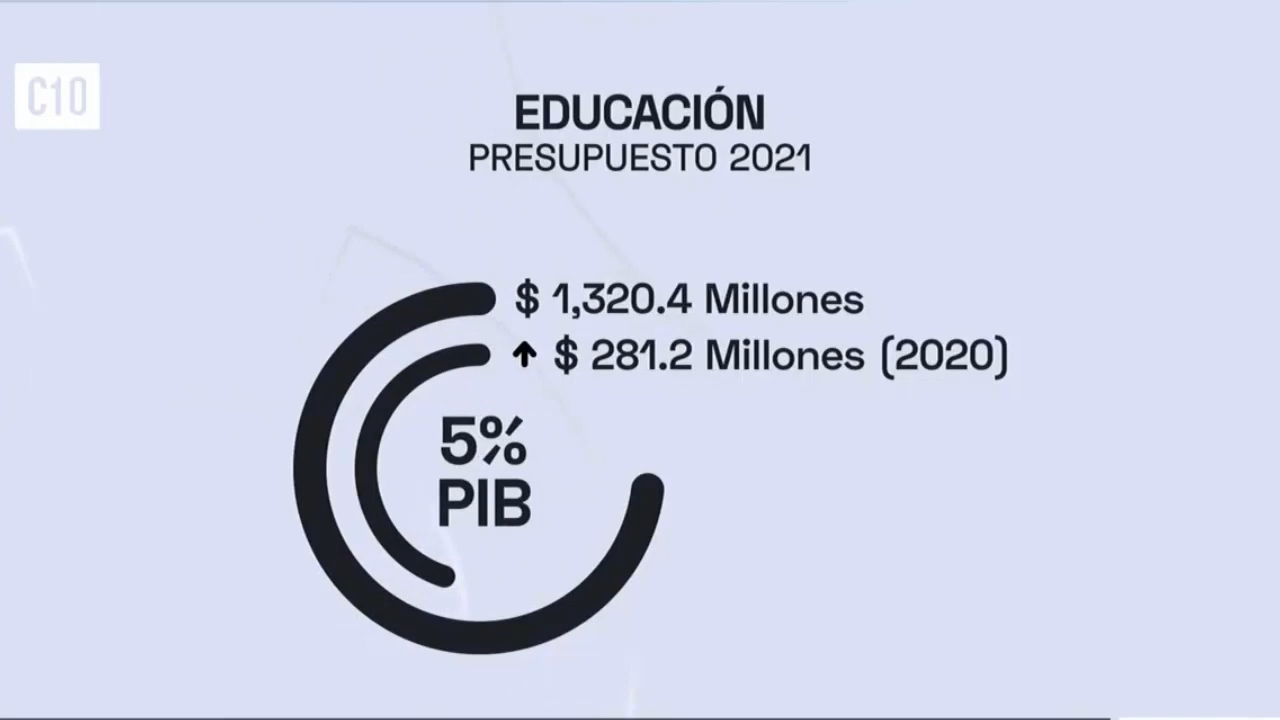 C10
EDUCACIÓN
PRESUPUESTO 2021
$ 1,320.4 Millones
↑ $ 281.2 Millones (2020)
5%
PIB